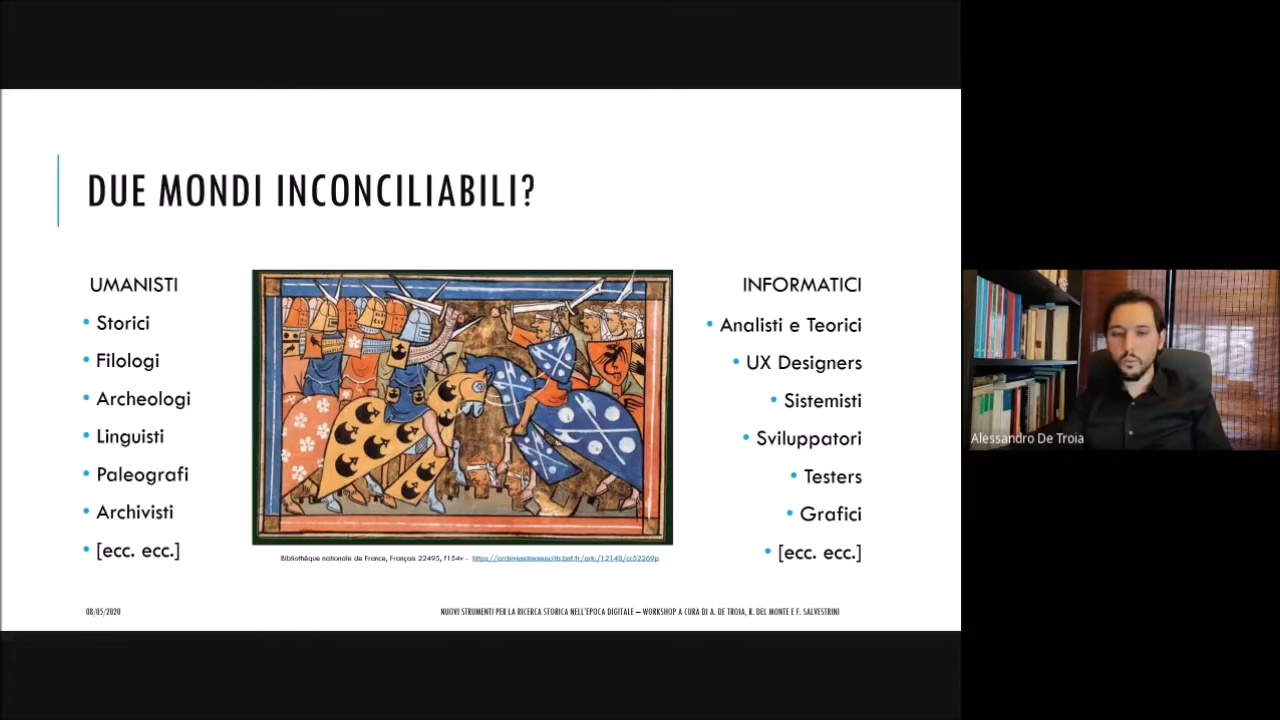 DUE MONDI INCONCILIABILI?
UMANISTI
• Storici
• Filologi
• Archeologi
• Linguisti
• Paleografi
• Archivisti
• [ecc. ecc.]
Bibliothèque nationale de France, Français 22495, f154v - https://archivesetmanuscrits.bnf.fr/ark:/12148/cc52269p
INFORMATICI
• Analisti e Teorici
• UX Designers
• Sistemisti
• Sviluppatori
• Testers
• Grafici
• [ecc. ecc.]
08/05/2020
NUOVI STRUMENTI PER LA RICERCA STORICA NELL'EPOCA DIGITALE – WORKSHOP A CURA DI A. DE TROIA, R. DEL MONTE E F. SALVESTRINI
Alessandro De Troia